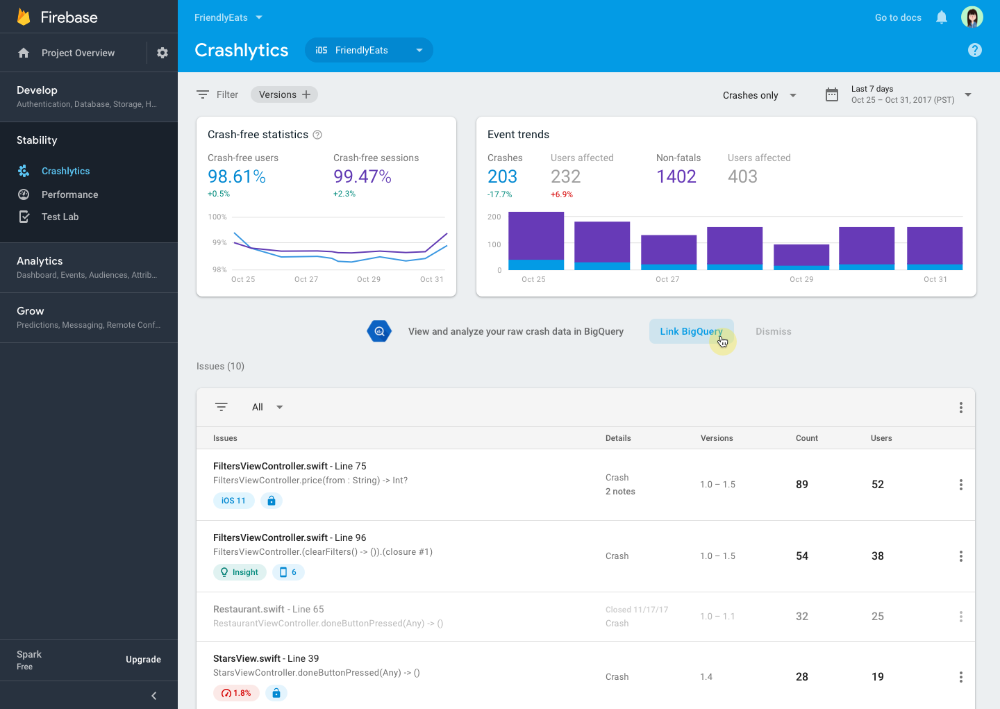 Firebase
Project Overview
Develop
Authentication, Database, Storage, H...
Stability
Crashlytics
Performance
Test Lab
Analytics
Dashboard, Events, Audiences, Attrib...
Grow
Predictions, Messaging, Remote Conf...
Spark
Free
Upgrade
FriendlyEats
Go to docs
Crashlytics
iOS FriendlyEats
Filter
Versions +
Crashes only
Last 7 days
Oct 25 – Oct 31, 2017 (PST)
Crash-free statistics
Crash-free users
98.61%
+0.5%
Crash-free sessions
99.47%
+2.3%
100%
99%
98%
Oct 25 Oct 27 Oct 29 Oct 31
Event trends
Crashes
203
-17.7%
Users affected
232
+6.9%
Non-fatals
1402
Users affected
403
200
100
0
Oct 25 Oct 27 Oct 29 Oct 31
View and analyze your raw crash data in BigQuery
Link BigQuery
Dismiss
Issues (10)
All
Issues Details Versions Count Users
FiltersViewController.swift - Line 75
FiltersViewController.price(from : String) -> Int?
iOS 11
Crash
2 notes
1.0 – 1.5
89
52
FiltersViewController.swift - Line 96
FiltersViewController.(clearFilters() -> ()).(closure #1)
Insight
6
Crash
1.0 – 1.5
54
38
Restaurant.swift - Line 65
RestaurantViewController.doneButtonPressed(Any) -> ()
Closed 11/17/17
Crash
1.0 – 1.1
32
25
StarsView.swift - Line 39
StarsViewController.doneButtonPressed(Any) -> ()
1.8%
Crash
1.4
28
19